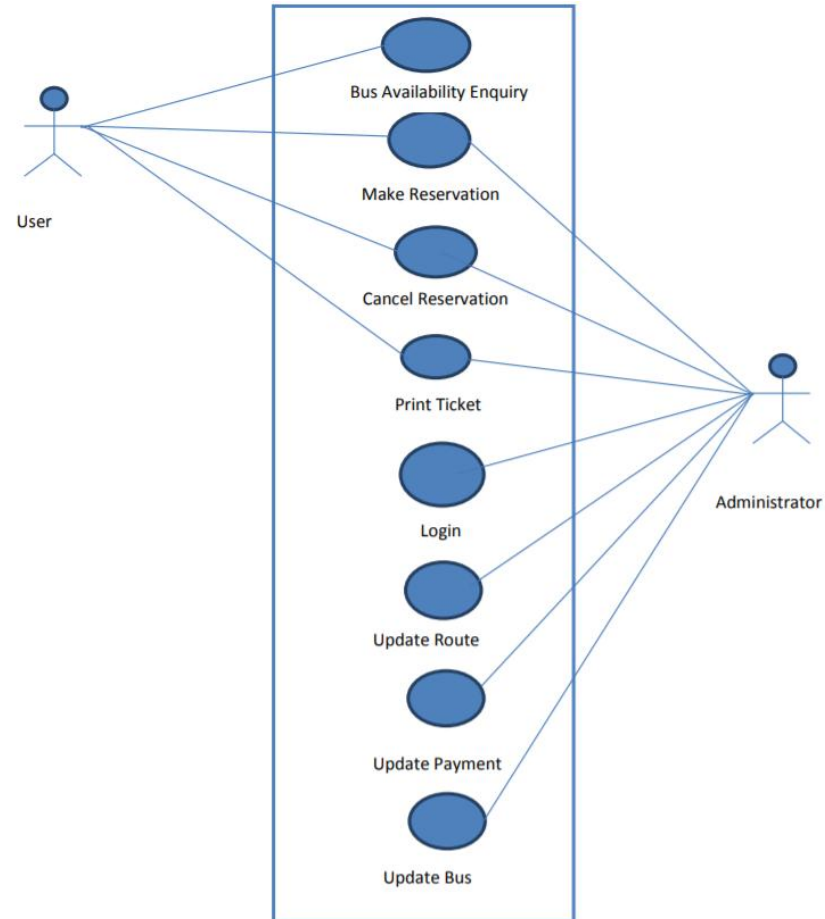 Bus Availability Enquiry
Make Reservation
User
Cancel Reservation
Print Ticket
Administrator
Login
Update Route
Update Payment
Update Bus